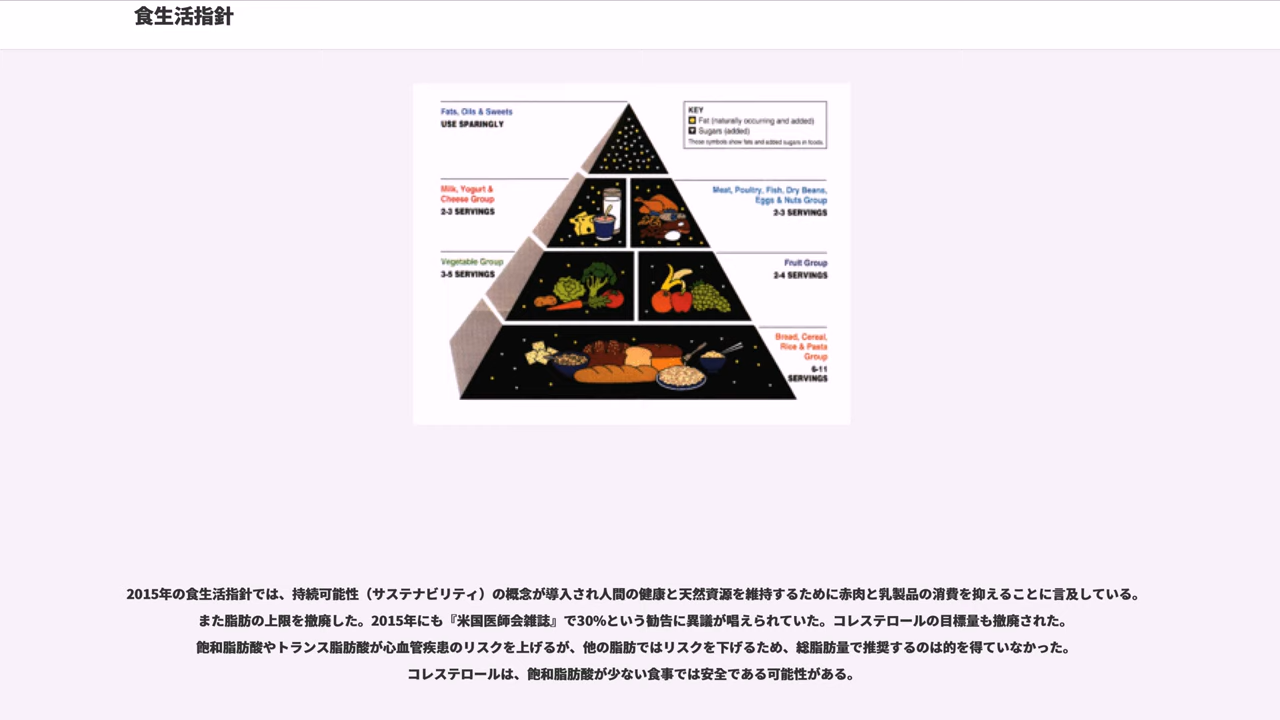 食生活指針
Fats, Oils & Sweets
USE SPARINGLY
KEY
Fat (naturally occurring and added)
Sugars (added)
These symbols show fats and added sugars in foods.
Milk, Yogurt &
Cheese Group
2-3 SERVINGS
Meat, Poultry, Fish, Dry Beans,
Eggs & Nuts Group
2-3 SERVINGS
Vegetable Group
3-5 SERVINGS
Fruit Group
2-4 SERVINGS
Bread, Cereal,
Rice & Pasta
Group
6-11
SERVINGS
2015年の食生活指針では、持続可能性（サステナビリティ）の概念が導入され人間の健康と天然資源を維持するために赤肉と乳製品の消費を抑えることに言及している。
また脂肪の上限を撤廃した。2015年にも『米国医師会雑誌』で30%という勧告に異議が唱えられていた。コレステロールの目標量も撤廃された。
飽和脂肪酸やトランス脂肪酸が心血管疾患のリスクを上げるが、他の脂肪ではリスクを下げるため、総脂肪量で推奨するのは的を得ていなかった。
コレステロールは、飽和脂肪酸が少ない食事では安全である可能性がある。